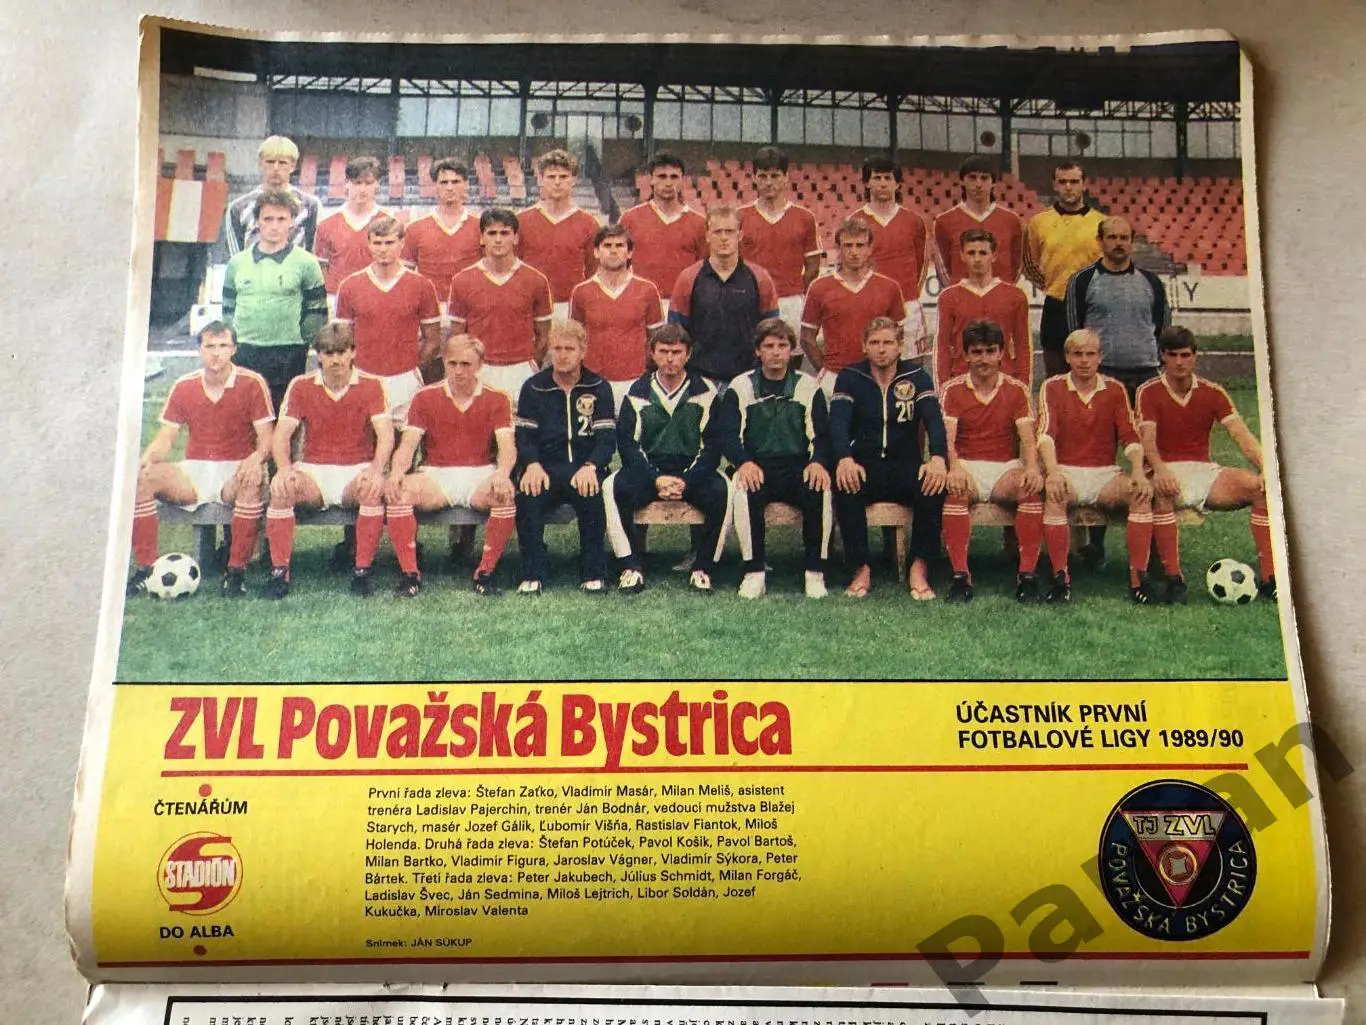 ZVL Považská Bystrica
ÚČASTNÍK PRVNÍ
FOTBALOVÉ LIGY 1989/90
ČTENÁŘŮM
STADIÓN
DO ALBA
První řada zleva: Štefan Zaťko, Vladimír Masár, Milan Meliš, asistent
trenéra Ladislav Pajerchin, trenér Ján Bodnár, vedoucí mužstva Blažej
Starych, masér Jozef Gálik, Ľubomír Višňa, Rastislav Fiantok, Miloš
Holenda. Druhá řada zleva: Štefan Potúček, Pavol Košik, Pavol Bartoš,
Milan Bartko, Vladimír Figura, Jaroslav Vágner, Vladimír Sýkora, Peter
Bártek. Třetí řada zleva: Peter Jakubech, Július Schmidt, Milan Forgáč,
Ladislav Švec, Ján Sedmina, Miloš Lejtrich, Libor Soldán, Jozef
Kukučka, Miroslav Valenta
Snímek: JÁN SÚKUP
TJ ZVL
POVAŽSKÁ BYSTRICA
20